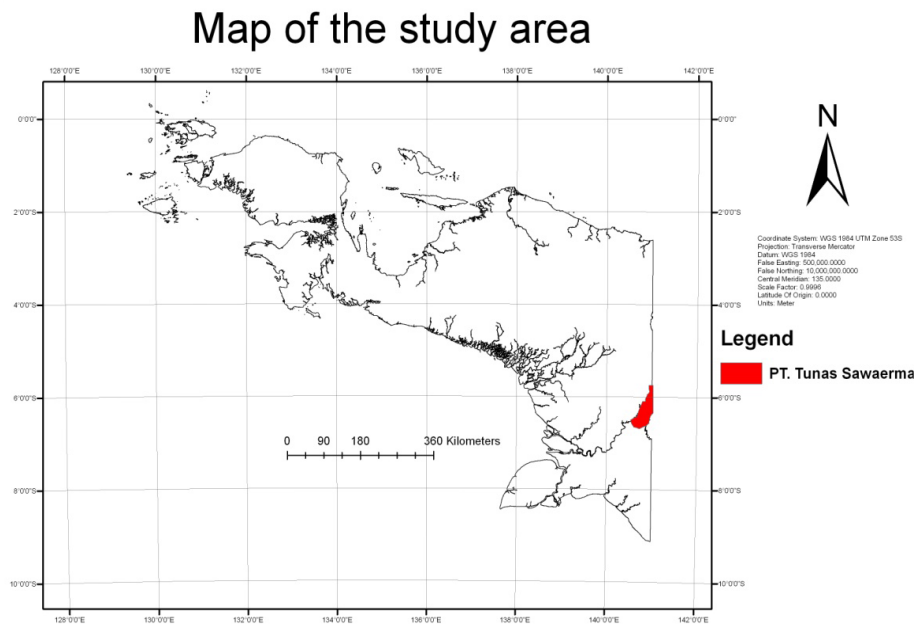 Map of the study area
128°0'0"E 130°0'0"E 132°0'0"E 134°0'0"E 136°0'0"E 138°0'0"E 140°0'0"E 142°0'0"E
0°0'0" 0°0'0"
2°0'0"S 2°0'0"S
4°0'0"S 4°0'0"S
6°0'0"S 6°0'0"S
8°0'0"S 8°0'0"S
10°0'0"S 10°0'0"S
128°0'0"E 130°0'0"E 132°0'0"E 134°0'0"E 136°0'0"E 138°0'0"E 140°0'0"E 142°0'0"E
0 90 180 360 Kilometers
N
Coordinate System: WGS 1984 UTM Zone 53S
Projection: Transverse Mercator
Datum: WGS 1984
False Easting: 500,000.0000
False Northing: 10,000,000.0000
Central Meridian: 135.0000
Scale Factor: 0.9996
Latitude Of Origin: 0.0000
Units: Meter
Legend
PT. Tunas Sawaerma